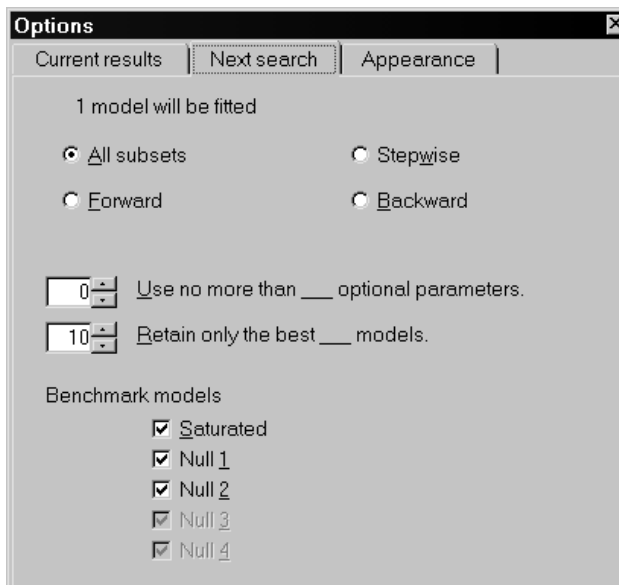 Options
Current results Next search Appearance
1 model will be fitted
All subsets Stepwise
Forward Backward
0 Use no more than ___ optional parameters.
10 Retain only the best ___ models.
Benchmark models
Saturated
Null 1
Null 2
Null 3
Null 4